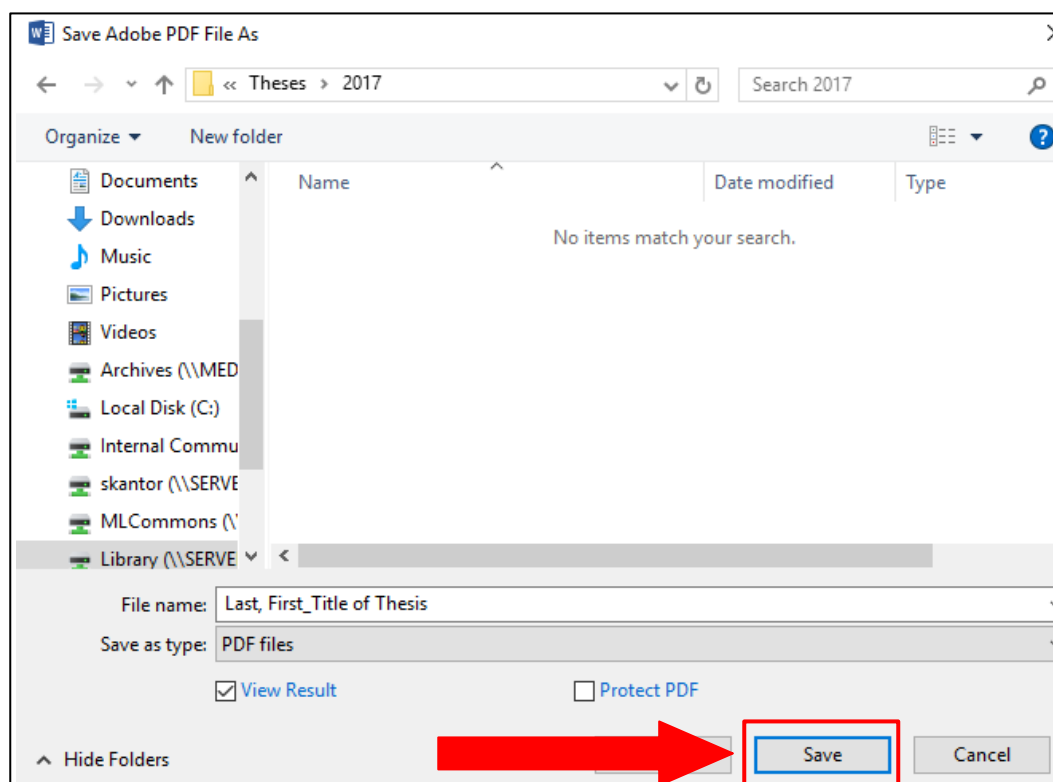 Save Adobe PDF File As
« Theses > 2017
Search 2017
Organize
New folder
?
Name
Date modified
Type
Documents
Downloads
Music
Pictures
Videos
Archives (\\MED
Local Disk (C:)
Internal Commu
skantor (\\SERVE
MLCommons (\
Library (\\SERVE
No items match your search.
File name: Last, First_Title of Thesis
Save as type: PDF files
View Result
Protect PDF
Hide Folders
Save
Cancel